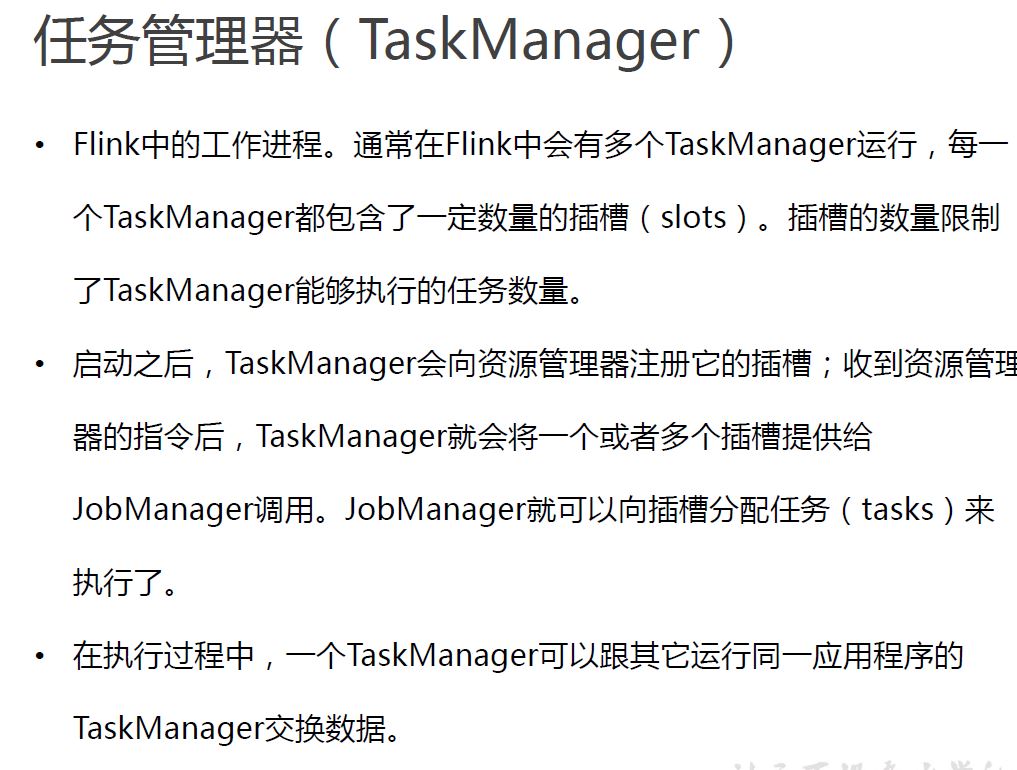 任务管理器（TaskManager）
• Flink中的工作进程。通常在Flink中会有多个TaskManager运行，每一
个TaskManager都包含了一定数量的插槽（slots）。插槽的数量限制
了TaskManager能够执行的任务数量。
• 启动之后，TaskManager会向资源管理器注册它的插槽；收到资源管理
器的指令后，TaskManager就会将一个或者多个插槽提供给
JobManager调用。JobManager就可以向插槽分配任务（tasks）来
执行了。
• 在执行过程中，一个TaskManager可以跟其它运行同一应用程序的
TaskManager交换数据。